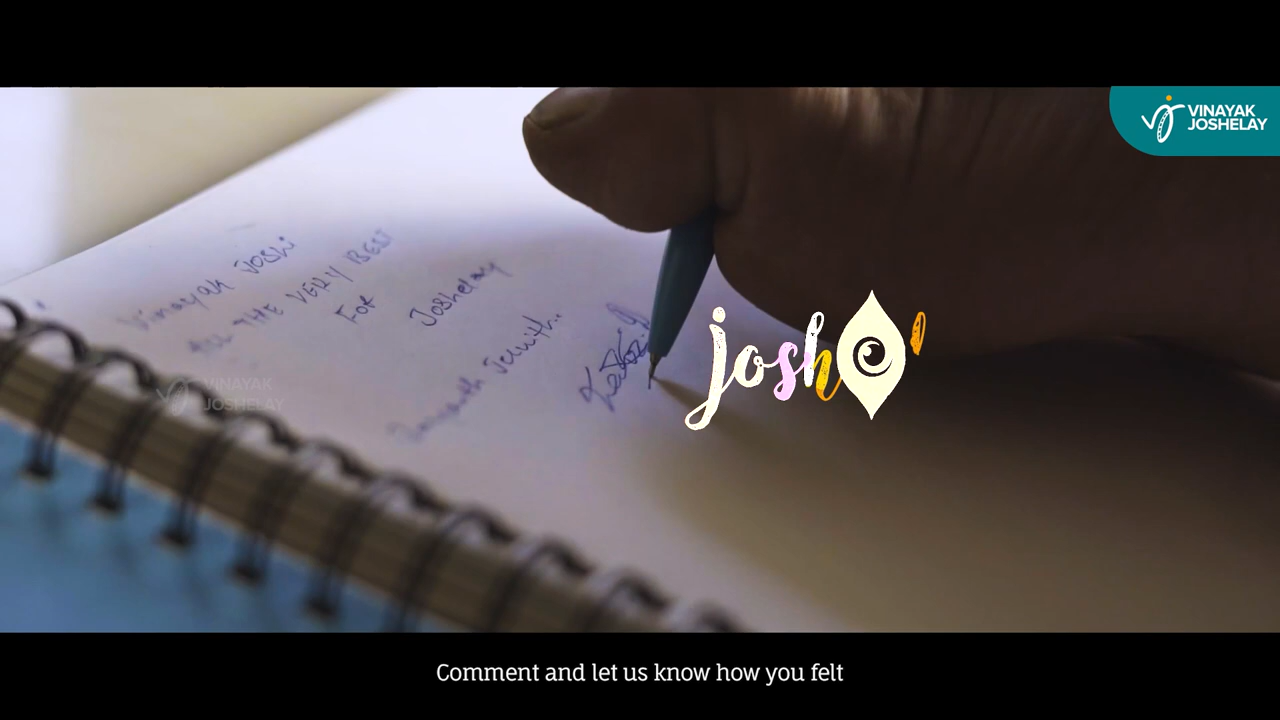 VINAYAK
JOSHELAY
Vinayak Joshi
ALL THE VERY BEST
For Joshelay
VINAYAK
JOSHELAY
josh
Comment and let us know how you felt